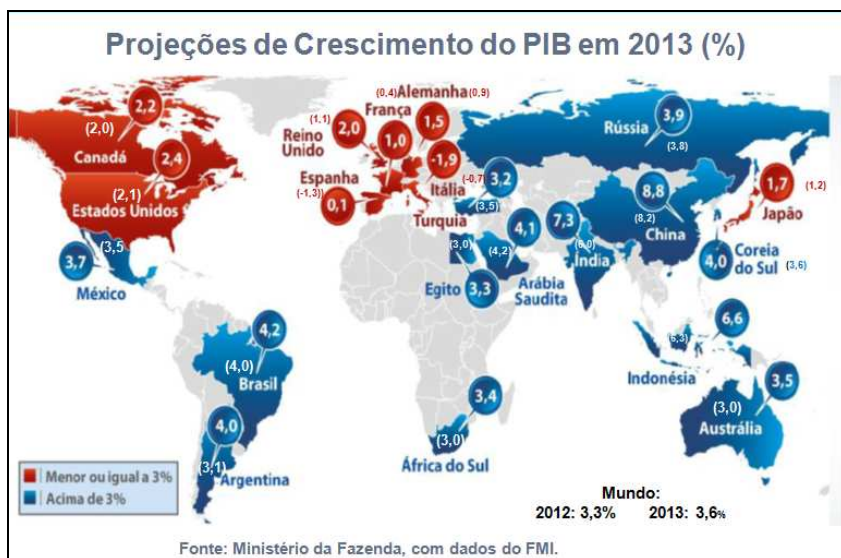 Projeções de Crescimento do PIB em 2013 (%)
2,2
(2,0)
Canadá
2,4
(2,1)
Estados Unidos
(3,5
3,7
México
4,2
(4,0)
Brasil
4,0
(3,1)
Argentina
(1,1)
2,0
Reino
Unido
(0,4)
França
1,0
Alemanha (0,9)
1,5
-1,9
(-0,7)
Itália
Espanha
(-1,3))
0,1
3,2
(3,5)
Turquia
(3,0)
Egito
3,3
4,1
(4,2)
Arábia
Saudita
3,4
(3,0)
África do Sul
Rússia
3,9
(3,8)
7,3
(6,0)
Índia
8,8
(8,2)
China
1,7
(1,2)
Japão
4,0
Coreia
do Sul
(3,6)
6,6
(6,3)
Indonésia
3,5
(3,0)
Austrália
Menor ou igual a 3%
Acima de 3%
Mundo:
2012: 3,3% 2013: 3,6%
Fonte: Ministério da Fazenda, com dados do FMI.